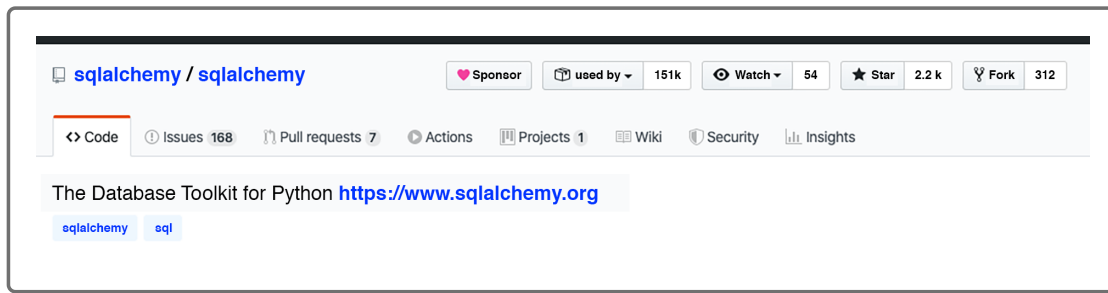 sqlalchemy / sqlalchemy Sponsor used by 151k Watch 54 Star 2.2 k Fork 312
Code Issues 168 Pull requests 7 Actions Projects 1 Wiki Security Insights
The Database Toolkit for Python https://www.sqlalchemy.org
sqlalchemy sql